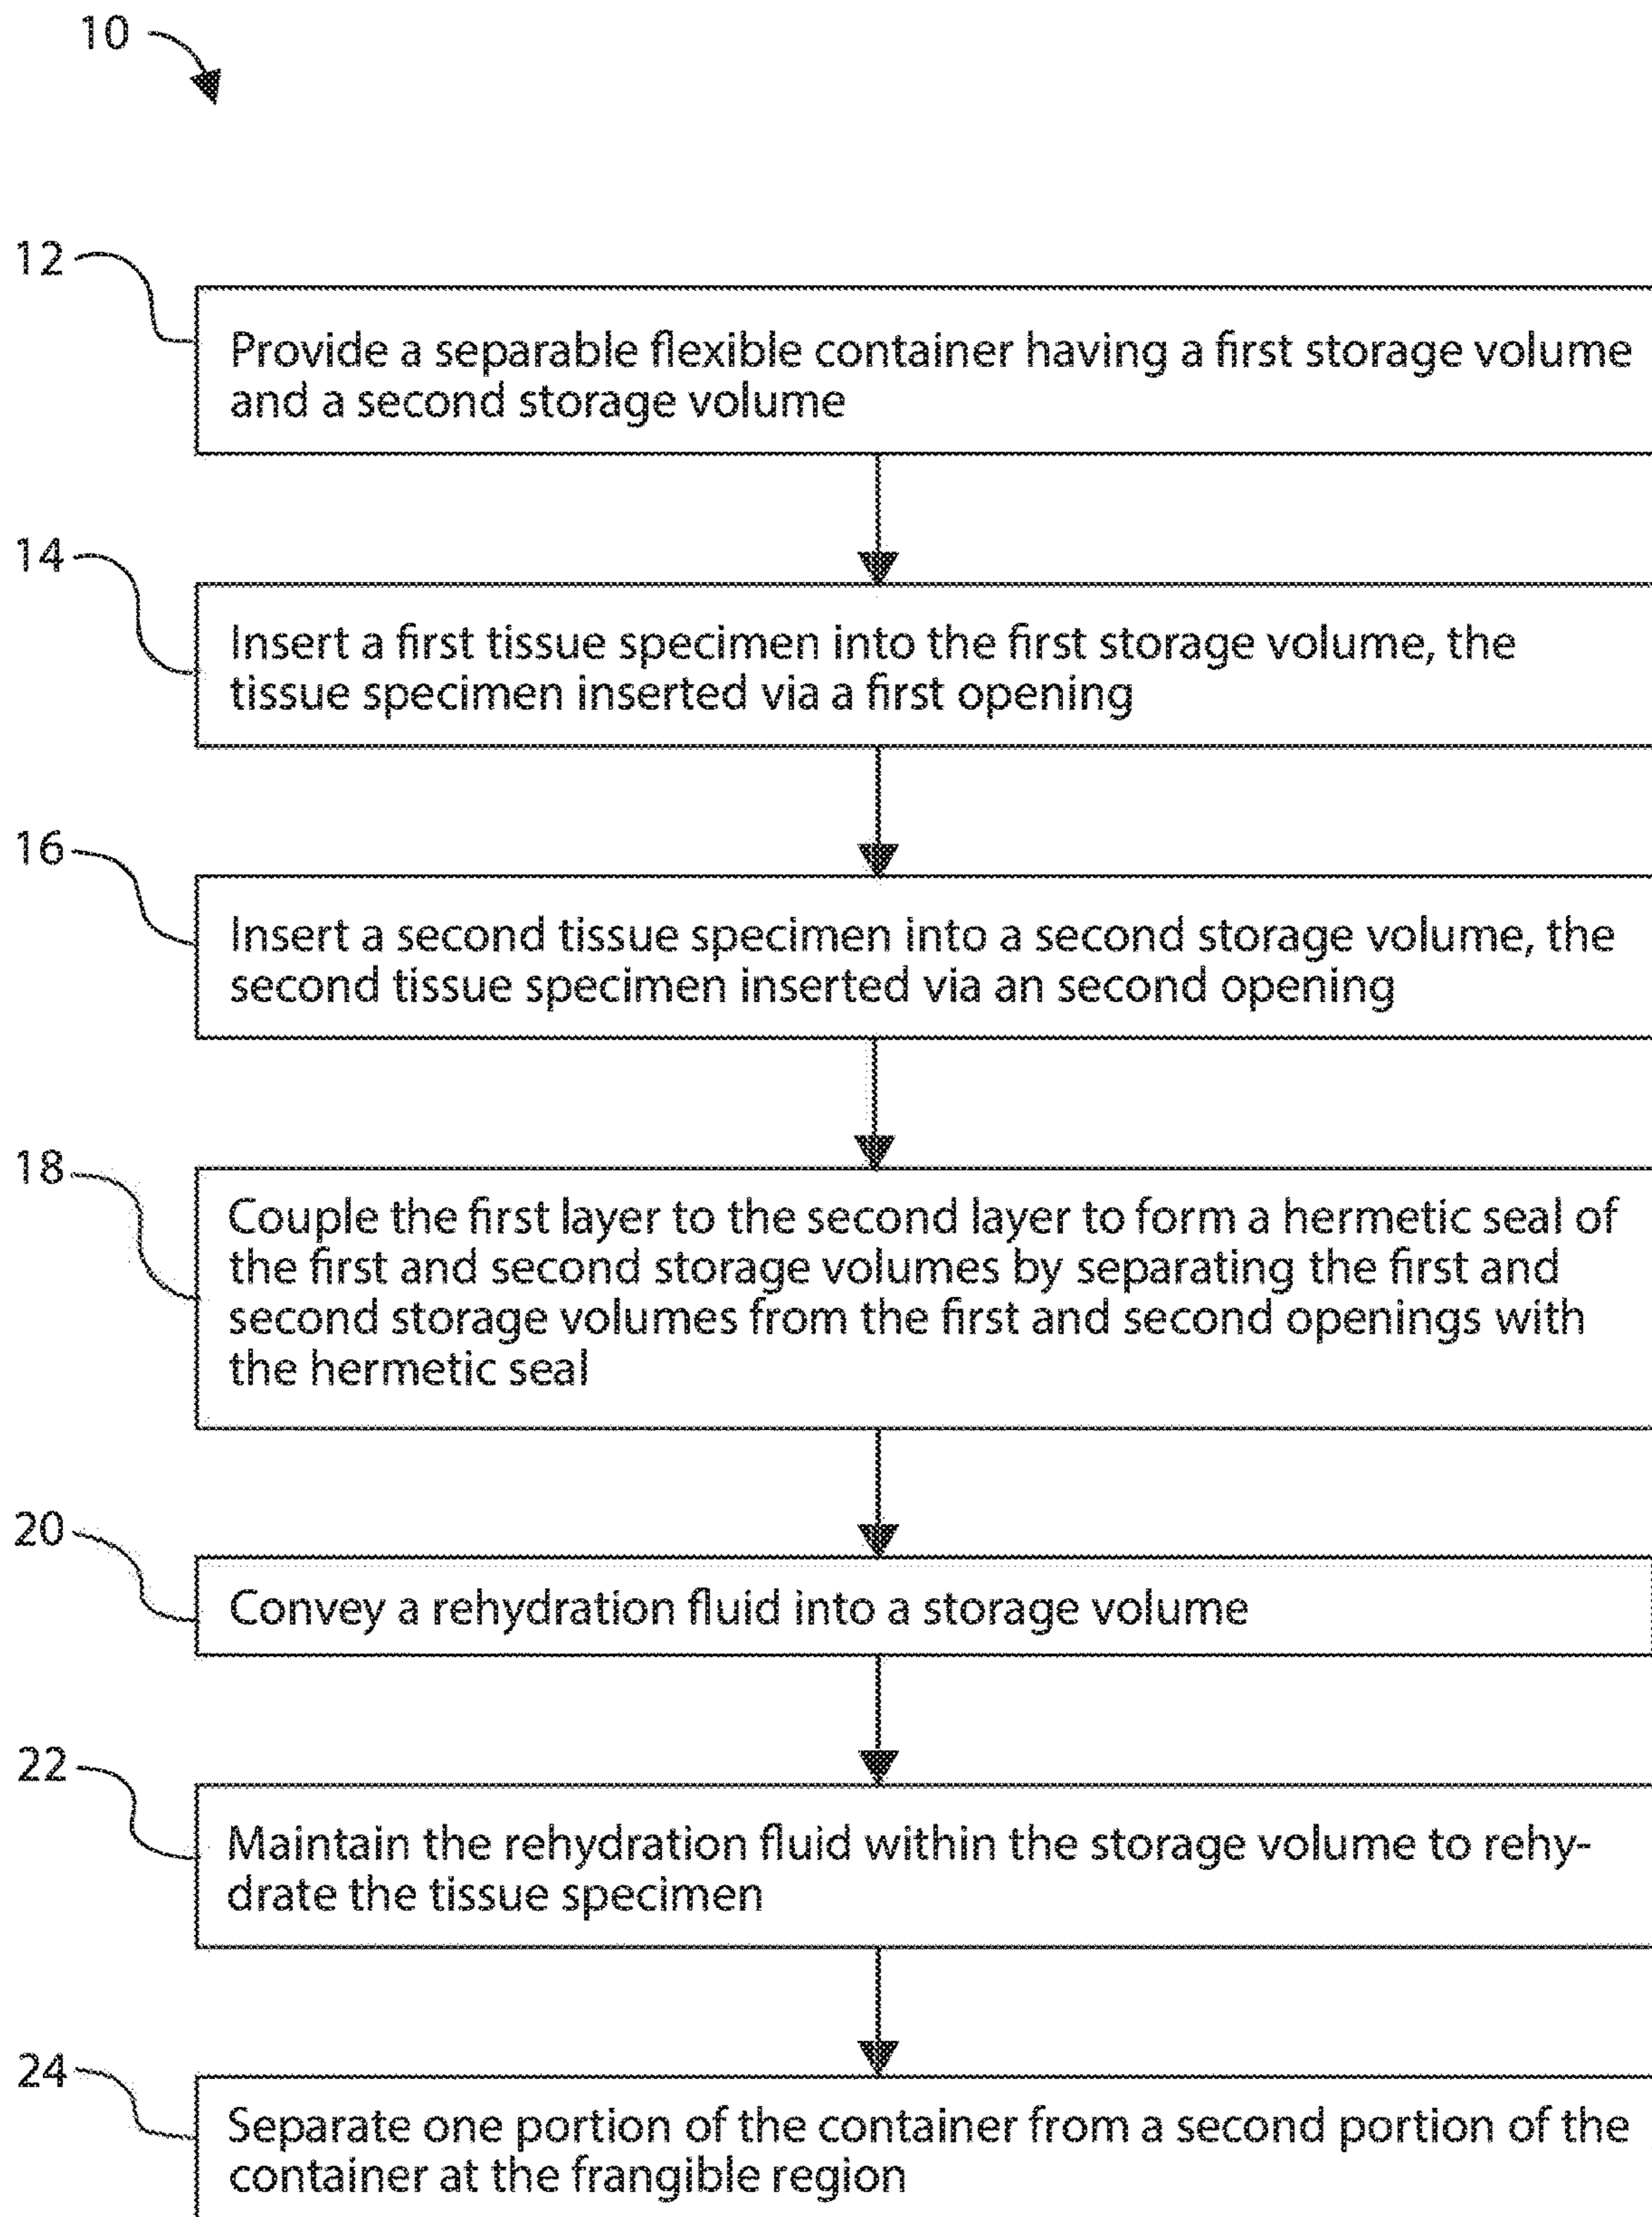 10
12
Provide a separable flexible container having a first storage volume
and a second storage volume
14
Insert a first tissue specimen into the first storage volume, the
tissue specimen inserted via a first opening
16
Insert a second tissue specimen into a second storage volume, the
second tissue specimen inserted via an second opening
18
Couple the first layer to the second layer to form a hermetic seal of
the first and second storage volumes by separating the first and
second storage volumes from the first and second openings with
the hermetic seal
20
Convey a rehydration fluid into a storage volume
22
Maintain the rehydration fluid within the storage volume to rehy-
drate the tissue specimen
24
Separate one portion of the container from a second portion of the
container at the frangible region